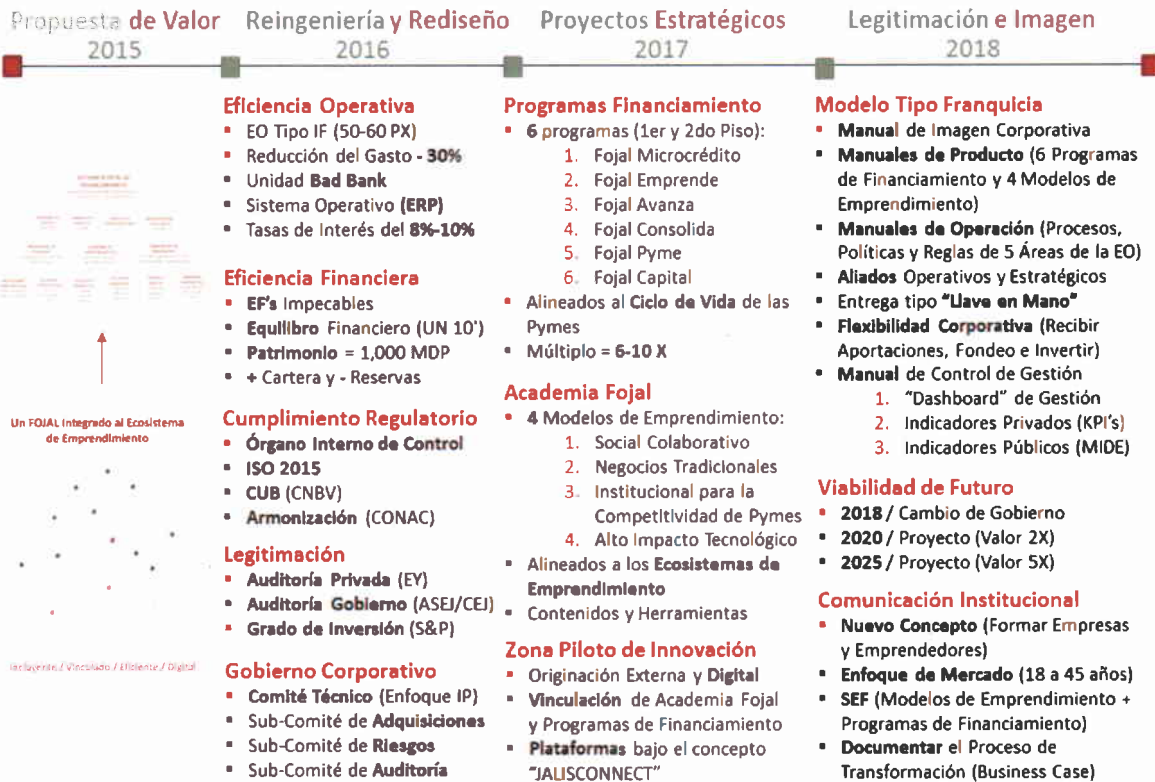 Propuesta de Valor
2015
Un FOJAL Integrado al Ecosistema
de Emprendimiento
Incluyente / Vinculado / Eficiente / Digital
Reingeniería y Rediseño
2016
Eficiencia Operativa
▪ EO Tipo IF (50-60 PX)
▪ Reducción del Gasto - 30%
▪ Unidad Bad Bank
▪ Sistema Operativo (ERP)
▪ Tasas de Interés del 8%-10%
Eficiencia Financiera
▪ EF's Impecables
▪ Equilibro Financiero (UN 10')
▪ Patrimonio = 1,000 MDP
▪ + Cartera y - Reservas
Cumplimiento Regulatorio
▪ Órgano Interno de Control
▪ ISO 2015
▪ CUB (CNBV)
▪ Armonización (CONAC)
Legitimación
▪ Auditoría Privada (EY)
▪ Auditoría Gobierno (ASEJ/CEJ)
▪ Grado de Inversión (S&P)
Gobierno Corporativo
▪ Comité Técnico (Enfoque IP)
▪ Sub-Comité de Adquisiciones
▪ Sub-Comité de Riesgos
▪ Sub-Comité de Auditoría
Proyectos Estratégicos
2017
Programas Financiamiento
▪ 6 programas (1er y 2do Piso):
1. Fojal Microcrédito
2. Fojal Emprende
3. Fojal Avanza
4. Fojal Consolida
5. Fojal Pyme
6. Fojal Capital
▪ Alineados al Ciclo de Vida de las
Pymes
▪ Múltiplo = 6-10 X
Academia Fojal
▪ 4 Modelos de Emprendimiento:
1. Social Colaborativo
2. Negocios Tradicionales
3. Institucional para la
Competitividad de Pymes
4. Alto Impacto Tecnológico
▪ Alineados a los Ecosistemas de
Emprendimiento
▪ Contenidos y Herramientas
Zona Piloto de Innovación
▪ Originación Externa y Digital
▪ Vinculación de Academia Fojal
y Programas de Financiamiento
▪ Plataformas bajo el concepto
"JALISCONNECT"
Legitimación e Imagen
2018
Modelo Tipo Franquicia
▪ Manual de Imagen Corporativa
▪ Manuales de Producto (6 Programas
de Financiamiento y 4 Modelos de
Emprendimiento)
▪ Manuales de Operación (Procesos,
Políticas y Reglas de 5 Áreas de la EO)
▪ Aliados Operativos y Estratégicos
▪ Entrega tipo "Llave en Mano"
▪ Flexibilidad Corporativa (Recibir
Aportaciones, Fondeo e Invertir)
▪ Manual de Control de Gestión
1. "Dashboard" de Gestión
2. Indicadores Privados (KPI's)
3. Indicadores Públicos (MIDE)
Viabilidad de Futuro
▪ 2018 / Cambio de Gobierno
▪ 2020 / Proyecto (Valor 2X)
▪ 2025 / Proyecto (Valor 5X)
Comunicación Institucional
▪ Nuevo Concepto (Formar Empresas
y Emprendedores)
▪ Enfoque de Mercado (18 a 45 años)
▪ SEF (Modelos de Emprendimiento +
Programas de Financiamiento)
▪ Documentar el Proceso de
Transformación (Business Case)